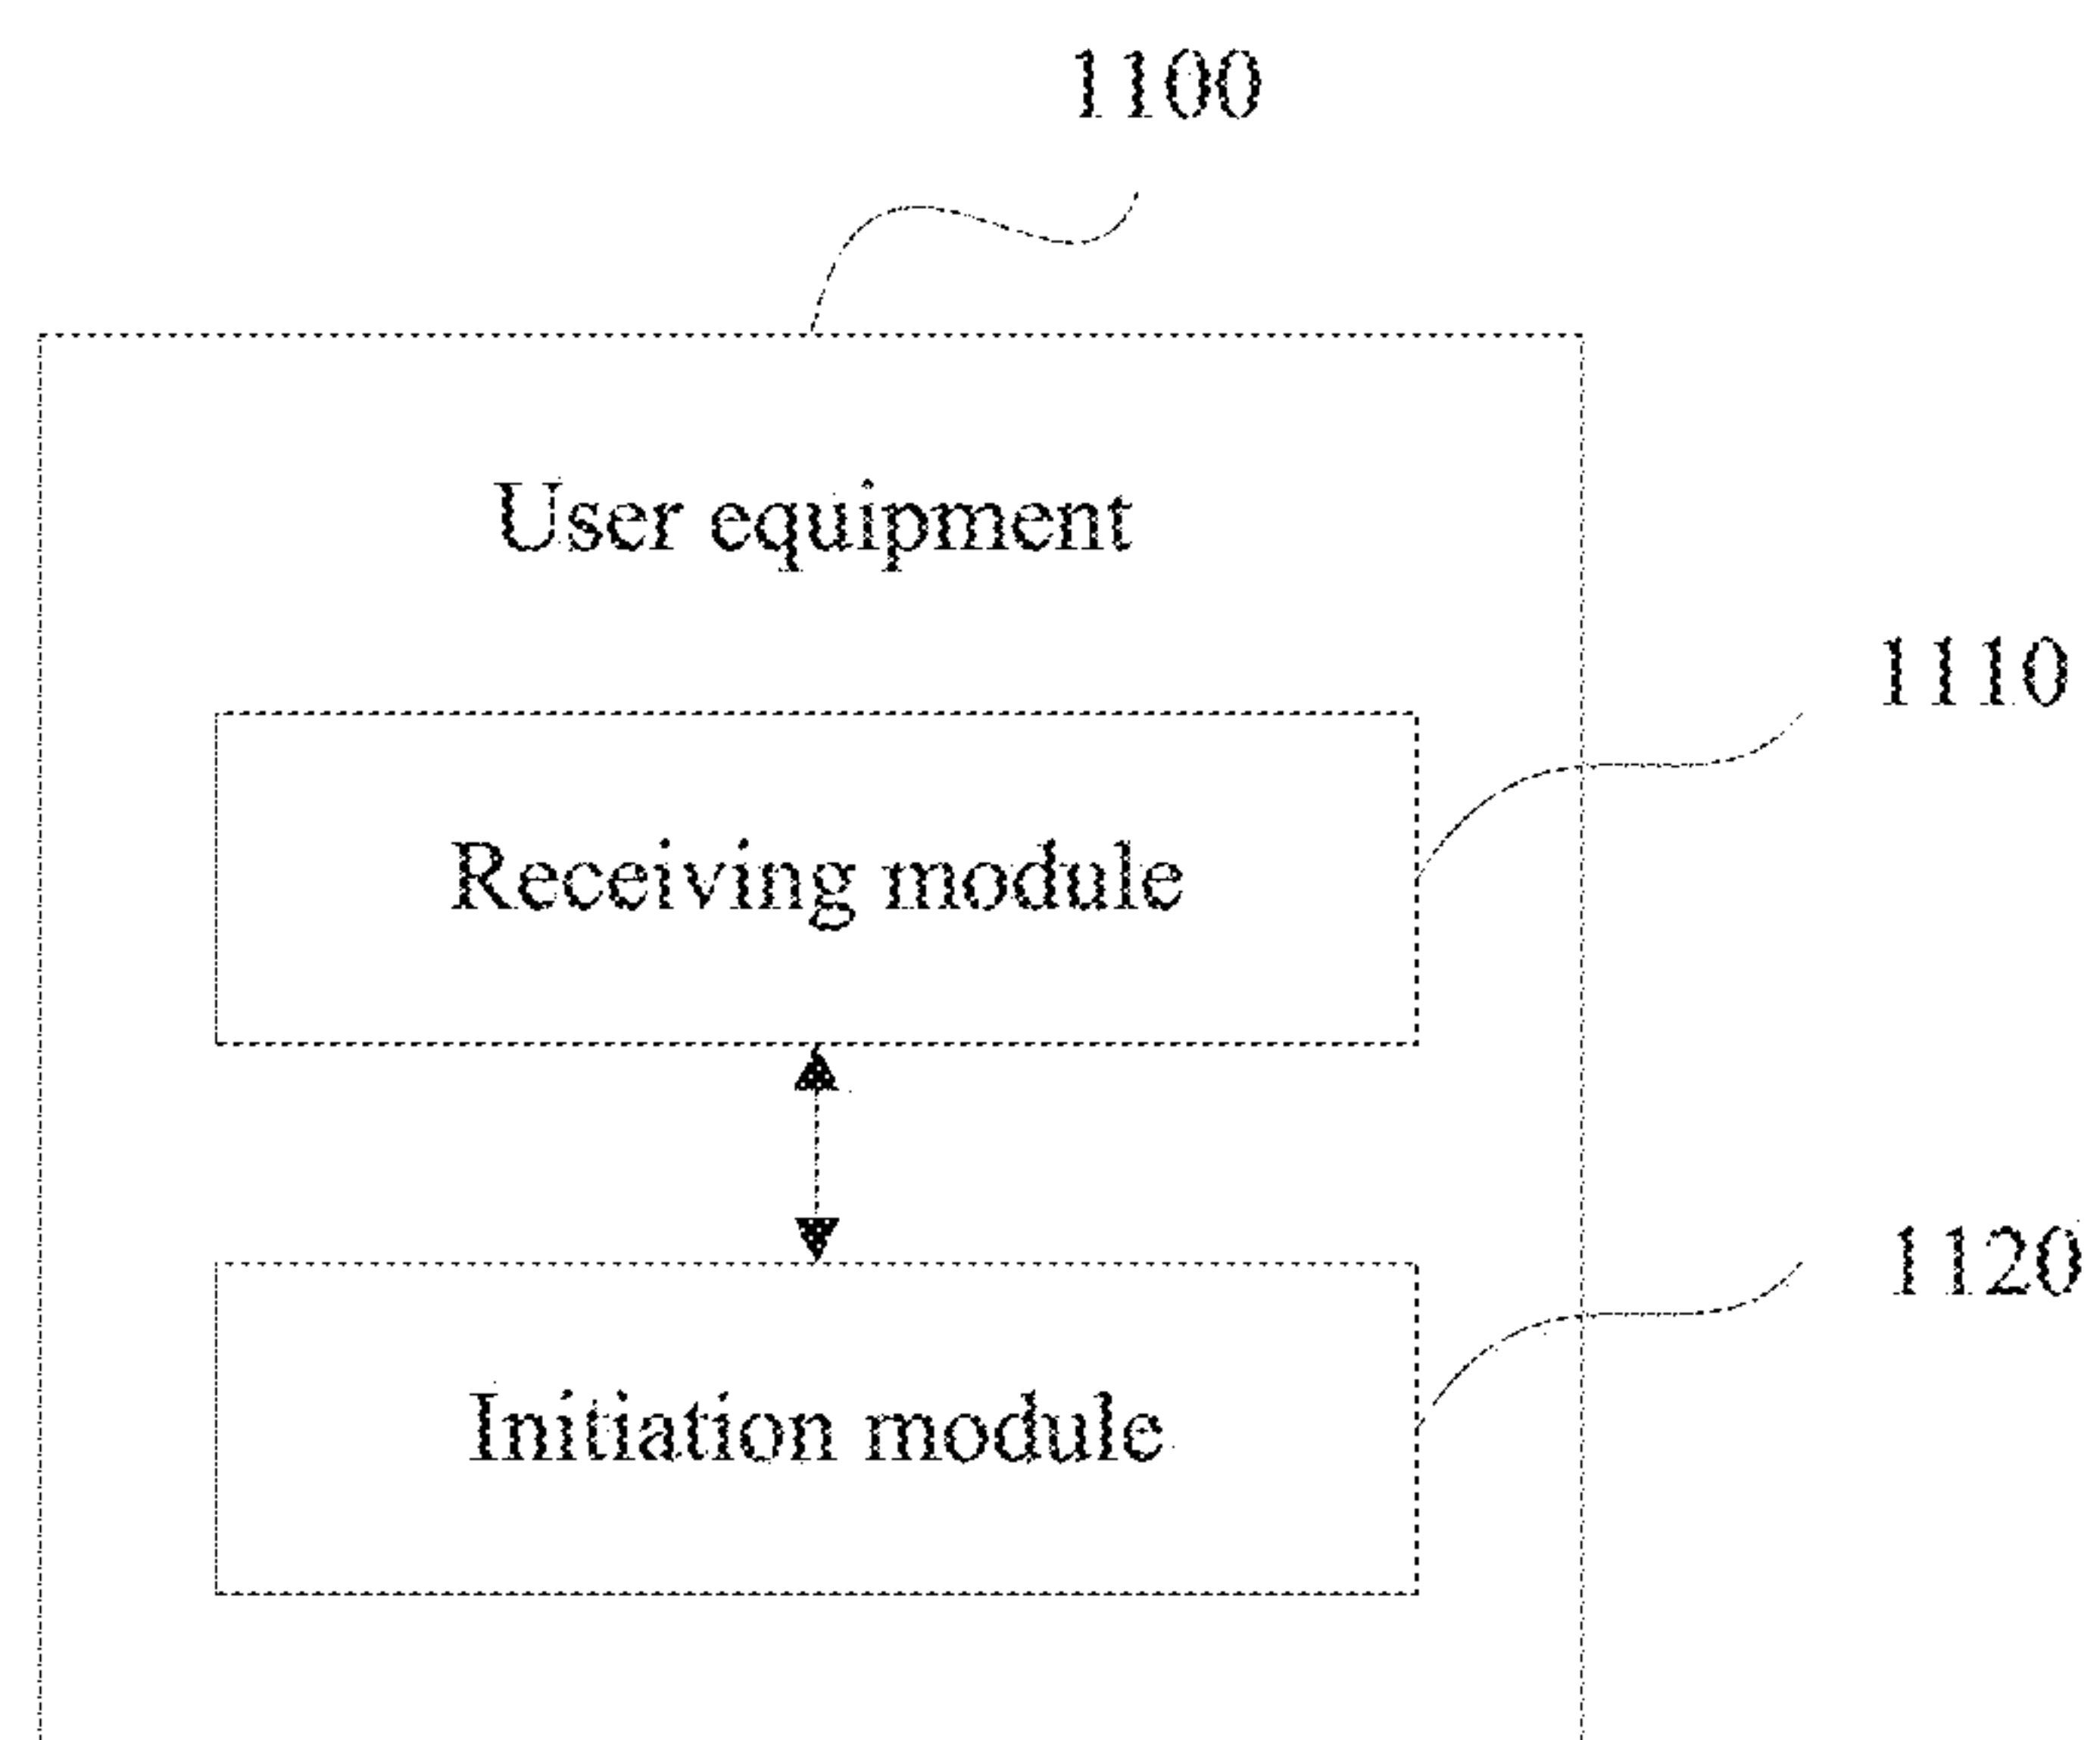 1100
User equipment
1110
Receiving module
1120
Initiation module